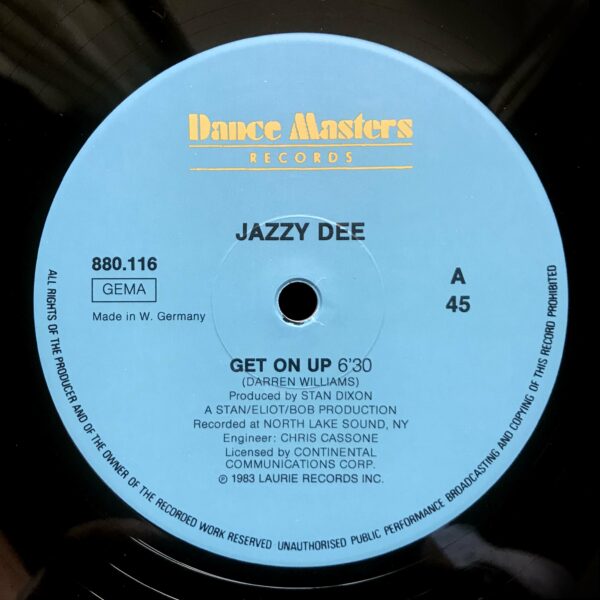 Dance Masters
RECORDS
JAZZY DEE
880.116
GEMA
Made in W. Germany
A
45
GET ON UP 6'30
(DARREN WILLIAMS)
Produced by STAN DIXON
A STAN/ELIOT/BOB PRODUCTION
Recorded at NORTH LAKE SOUND, NY
Engineer: CHRIS CASSONE
Licensed by CONTINENTAL
COMMUNICATIONS CORP.
℗ 1983 LAURIE RECORDS INC.
ALL RIGHTS OF THE PRODUCER AND OF THE OWNER OF THE RECORDED WORK RESERVED UNAUTHORISED PUBLIC PERFORMANCE BROADCASTING AND COPYING OF THIS RECORD PROHIBITED